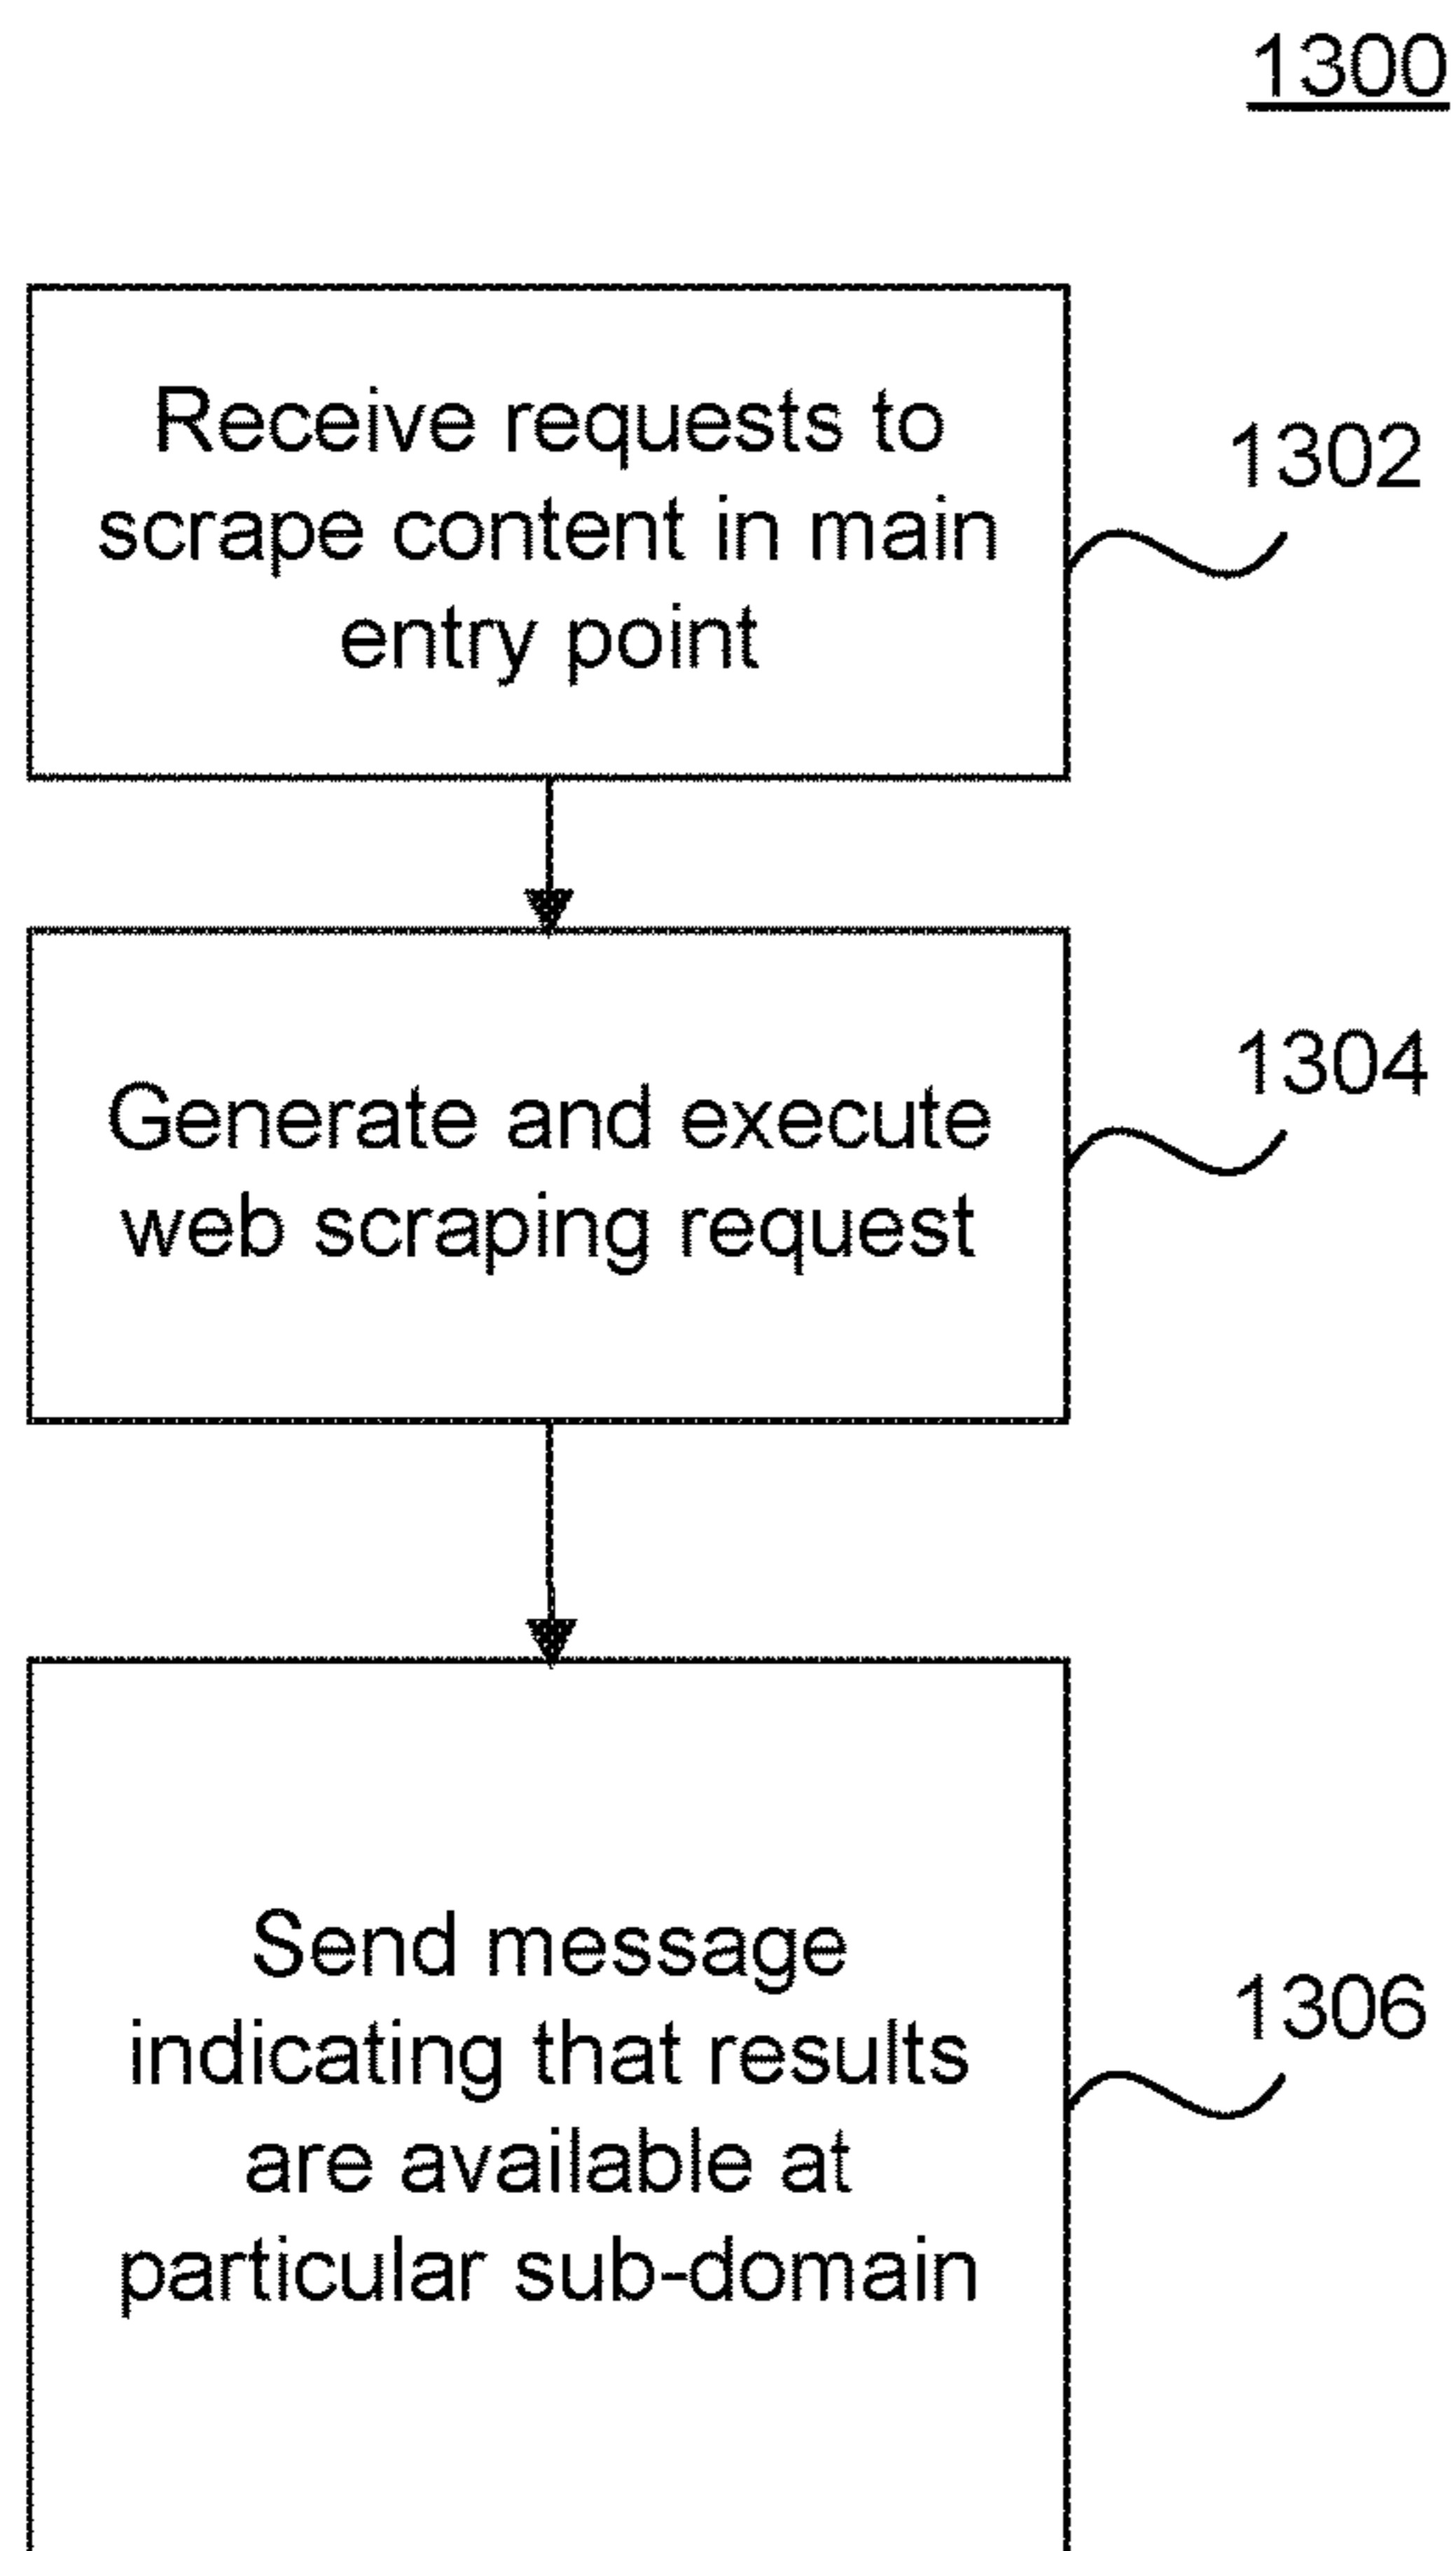 1300
Receive requests to
scrape content in main
entry point
1302
Generate and execute
web scraping request
1304
Send message
indicating that results
are available at
particular sub-domain
1306